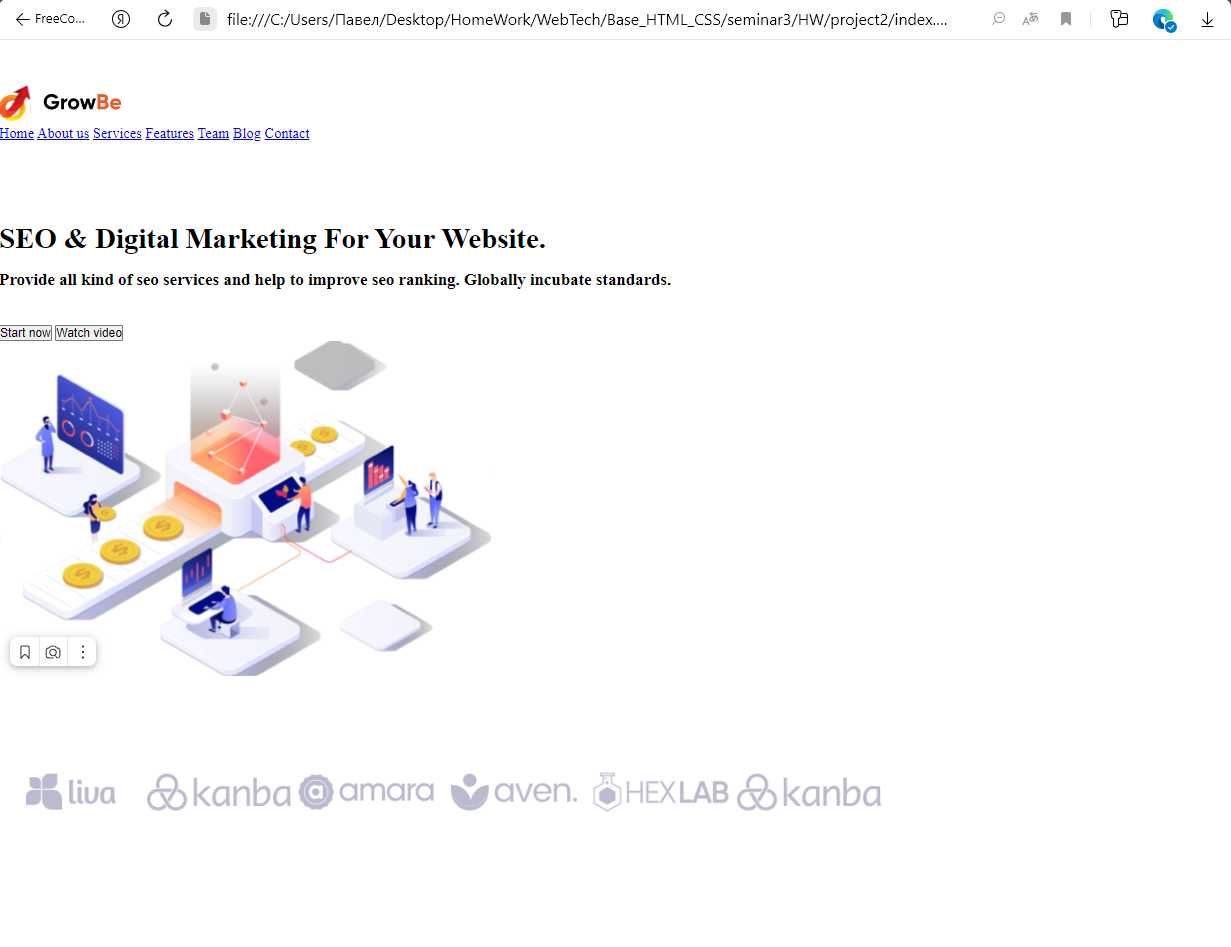 FreeCo...
Я
file:///C:/Users/Павел/Desktop/HomeWork/WebTech/Base_HTML_CSS/seminar3/HW/project2/index....
GrowBe
Home About us Services Features Team Blog Contact
SEO & Digital Marketing For Your Website.
Provide all kind of seo services and help to improve seo ranking. Globally incubate standards.
Start now Watch video
liva kanba amara aven. HEXLAB kanba